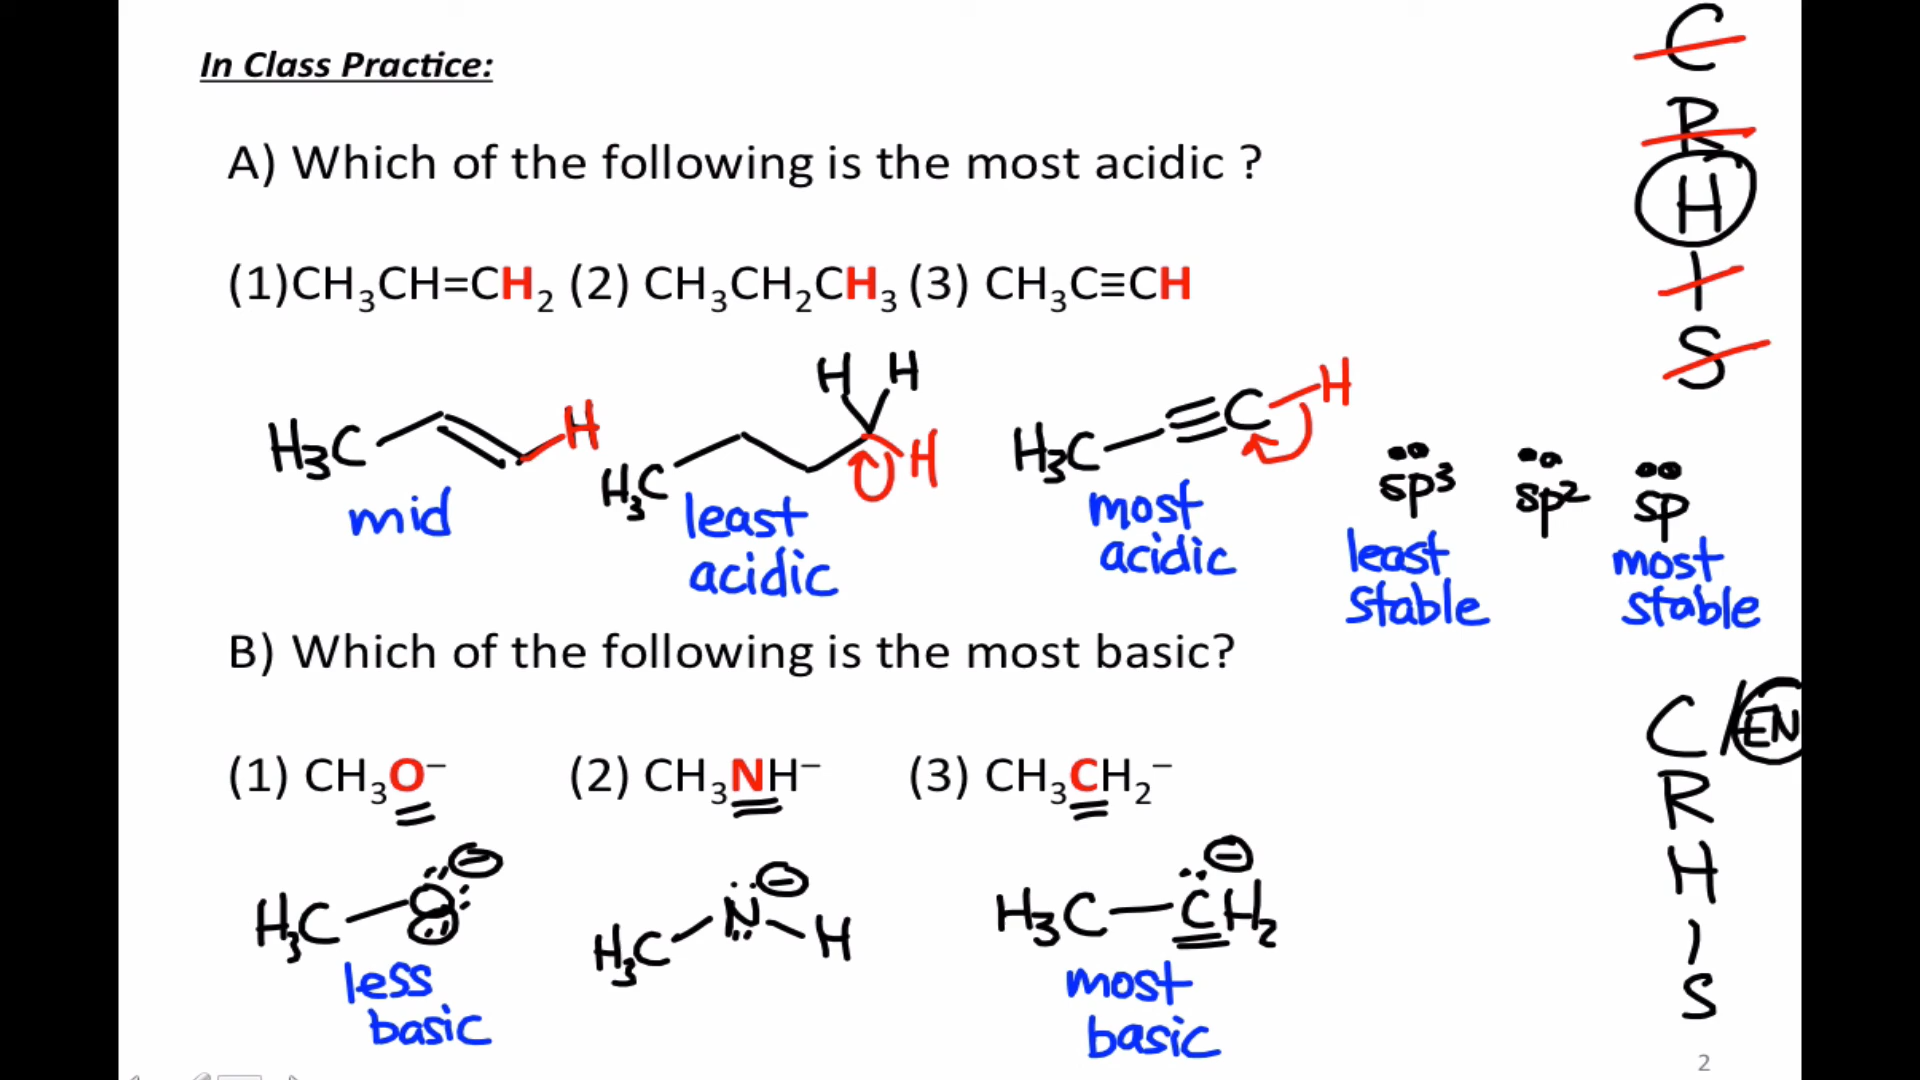 In Class Practice:
A) Which of the following is the most acidic ?
(1)CH₃CH=CH₂ (2) CH₃CH₂CH₃ (3) CH₃C≡CH
H₃C H
mid
H₃C H H H
least
acidic
H₃C C H
most
acidic
sp³ sp² sp
least
stable
most
stable
C
R
H
I
S
B) Which of the following is the most basic?
(1) CH₃O⁻ (2) CH₃NH⁻ (3) CH₃CH₂⁻
H₃C O ⊖
less
basic
H₃C N ⊖ H
H₃C CH₂ ⊖
most
basic
C/EN
R
H
I
S
2